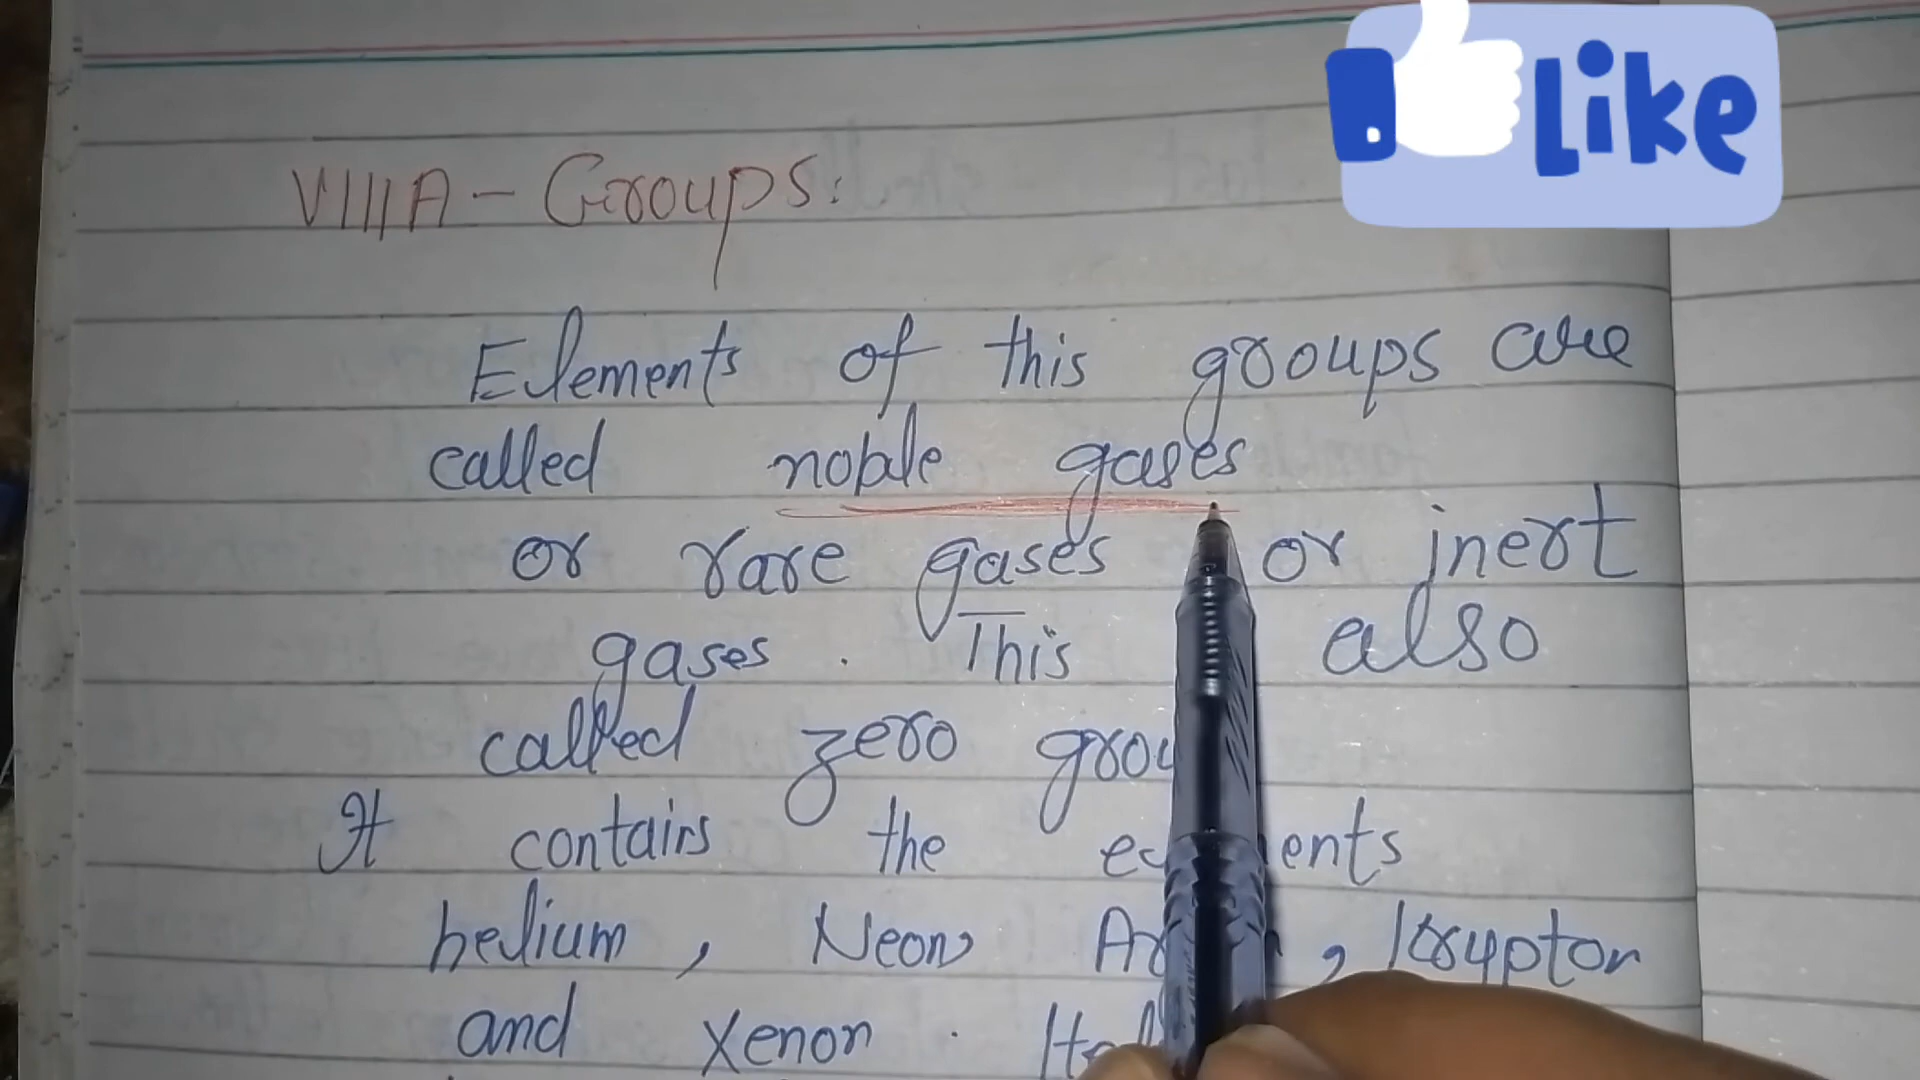 Like
VIIIA - Groups:
Elements of this groups are
called noble gases
or rare gases or inert
gases . This also
called zero
It contains the
helium , Neon , Krypton
and Xenon .